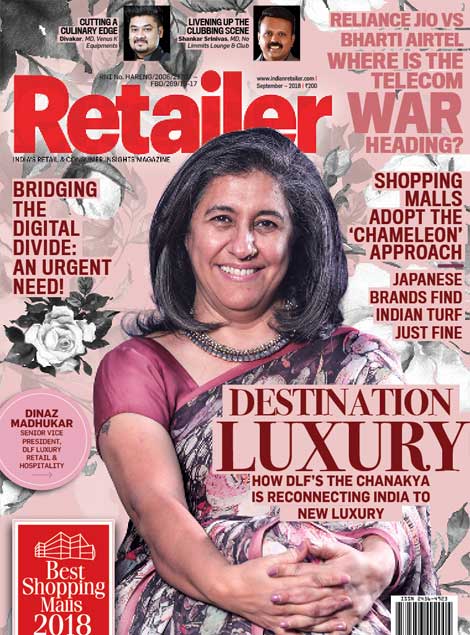 CUTTING A
CULINARY EDGE
Divakar, MD, Venus K
Equipments
LIVENING UP THE
CLUBBING SCENE
Shankar Srinivas, MD, No
Limmits Lounge & Club
RELIANCE JIO VS
BHARTI AIRTEL
WHERE IS THE
TELECOM
WAR
HEADING?
RNI No. HARENG/2006/
FBD/269/ -17
www.indianretailer.com |
September – 2018 | ₹200
Retailer
INDIA'S RETAIL & CONSUMER INSIGHTS MAGAZINE
BRIDGING
THE
DIGITAL
DIVIDE:
AN URGENT
NEED!
SHOPPING
MALLS
ADOPT THE
'CHAMELEON'
APPROACH
JAPANESE
BRANDS FIND
INDIAN TURF
JUST FINE
DINAZ
MADHUKAR
SENIOR VICE
PRESIDENT,
DLF LUXURY
RETAIL &
HOSPITALITY
DESTINATION
LUXURY
HOW DLF'S THE CHANAKYA
IS RECONNECTING INDIA TO
NEW LUXURY
Best
Shopping
Malls
2018
ISSN 2456-4923